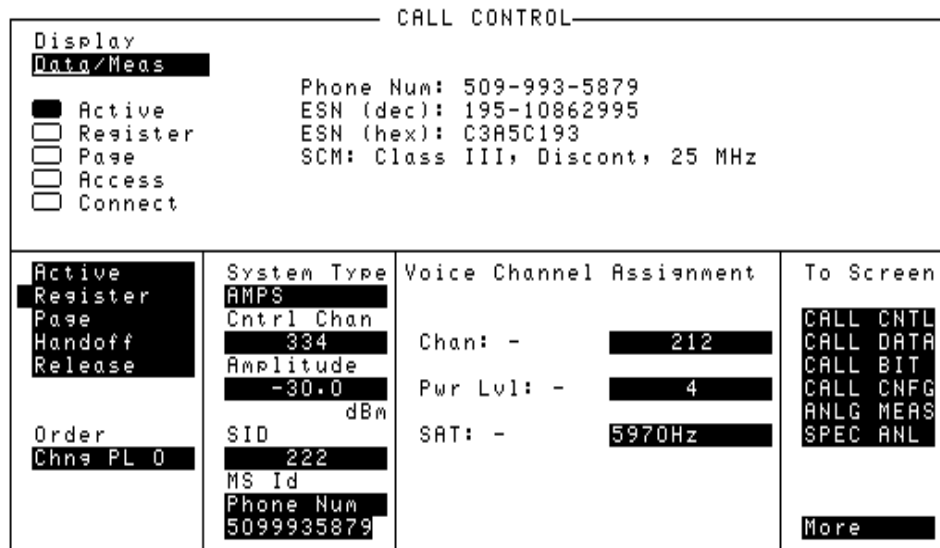 CALL CONTROL
Display
Data/Meas
Active
Register
Page
Access
Connect
Phone Num: 509-993-5879
ESN (dec): 195-10862995
ESN (hex): C3A5C193
SCM: Class III, Discont, 25 MHz
Active
Register
Page
Handoff
Release
Order
Chng PL 0
System Type
AMPS
Cntrl Chan
334
Amplitude
-30.0
dBm
SID
222
MS Id
Phone Num
5099935879
Voice Channel Assignment
Chan: - 212
Pwr Lvl: - 4
SAT: - 5970Hz
To Screen
CALL CNTL
CALL DATA
CALL BIT
CALL CNFG
ANLG MEAS
SPEC ANL
More